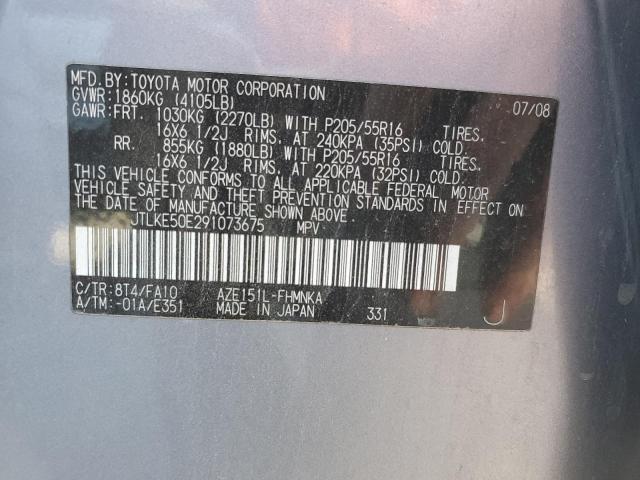 MFD.BY:TOYOTA MOTOR CORPORATION 07/08
GVWR:1860KG (4105LB)
GAWR:FRT. 1030KG (2270LB) WITH P205/55R16 TIRES.
16X6 1/2J RIMS, AT 240KPA (35PSI) COLD.
RR. 855KG (1880LB) WITH P205/55R16 TIRES.
16X6 1/2J RIMS, AT 220KPA (32PSI) COLD.
THIS VEHICLE CONFORMS TO ALL APPLICABLE FEDERAL MOTOR
VEHICLE SAFETY AND THEFT PREVENTION STANDARDS IN EFFECT ON
THE DATE OF MANUFACTURE SHOWN ABOVE.
JTLKE50E291073675 MPV
C/TR:8T4/FA10 AZE151L-FHMNKA
A/TM:-01A/E351 MADE IN JAPAN 331 J